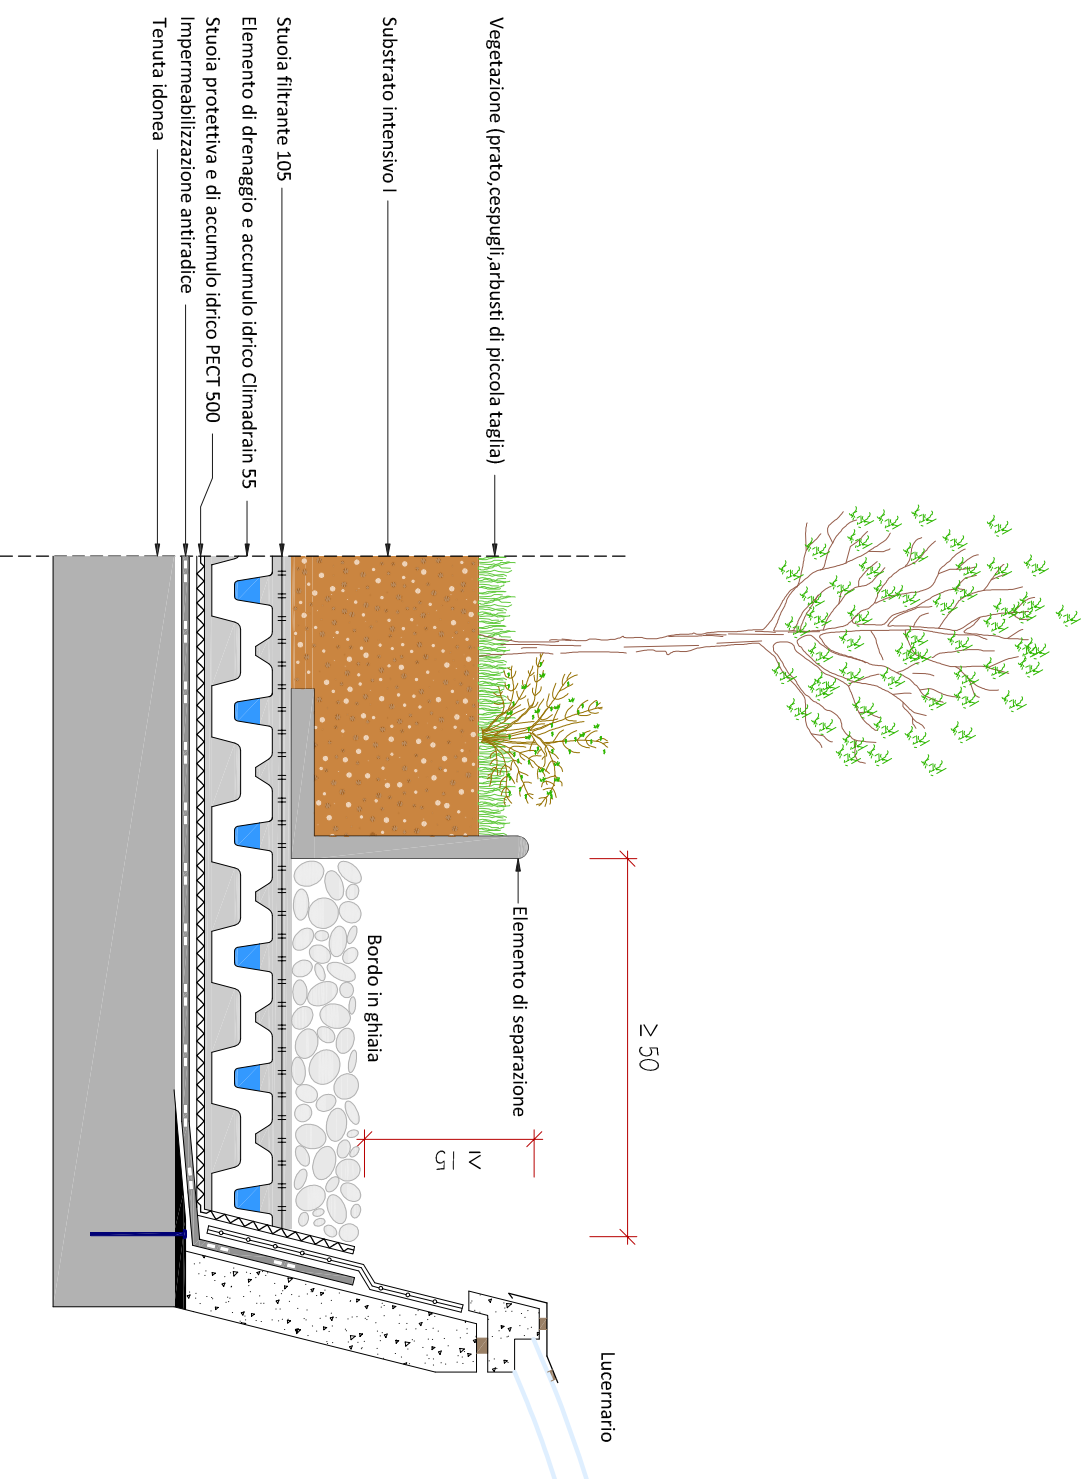 Vegetazione (prato,cespugli,arbusti di piccola taglia)
Substrato intensivo I
Stuoia filtrante 105
Elemento di drenaggio e accumulo idrico Climadrain 55
Stuoia protettiva e di accumulo idrico PECT 500
Impermeabilizzazione antiradice
Tenuta idonea
≥ 50
Elemento di separazione
Bordo in ghiaia
≥ 15
Lucernario